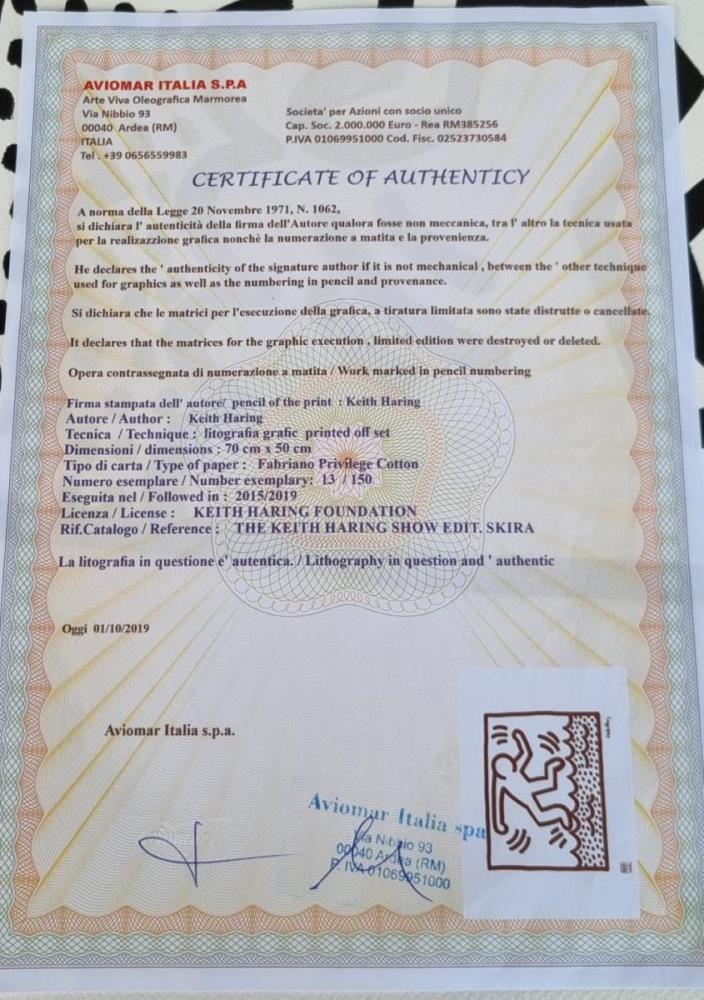 AVIOMAR ITALIA S.P.A
Arte Viva Oleografica Marmorea
Via Nibbio 93
00040 Ardea (RM)
ITALIA
Tel . +39 0656559983
Societa' per Azioni con socio unico
Cap. Soc. 2.000.000 Euro - Rea RM385256
P.IVA 01069951000 Cod. Fisc. 02523730584
CERTIFICATE OF AUTHENTICY
A norma della Legge 20 Novembre 1971, N. 1062,
si dichiara l' autenticità della firma dell'Autore qualora fosse non meccanica, tra l' altro la tecnica usata
per la realizazzione grafica nonchè la numerazione a matita e la provenienza.
He declares the ' authenticity of the signature author if it is not mechanical , between the ' other technique
used for graphics as well as the numbering in pencil and provenance.
Si dichiara che le matrici per l'esecuzione della grafica, a tiratura limitata sono state distrutte o cancellate.
It declares that the matrices for the graphic execution , limited edition were destroyed or deleted.
Opera contrassegnata di numerazione a matita / Work marked in pencil numbering
Firma stampata dell' autore/ pencil of the print : Keith Haring
Autore / Author : Keith Haring
Tecnica / Technique : litografia grafic printed off set
Dimensioni / dimensions : 70 cm x 50 cm
Tipo di carta / Type of paper : Fabriano Privilege Cotton
Numero esemplare / Number exemplary: 13 / 150
Eseguita nel / Followed in : 2015/2019
Licenza / License : KEITH HARING FOUNDATION
Rif.Catalogo / Reference : THE KEITH HARING SHOW EDIT. SKIRA
La litografia in questione e' autentica. / Lithography in question and ' authentic
Oggi 01/10/2019
Aviomar Italia s.p.a.
Aviomar Italia spa
Via Nibbio 93
00040 Ardea (RM)
P. IVA 01069951000